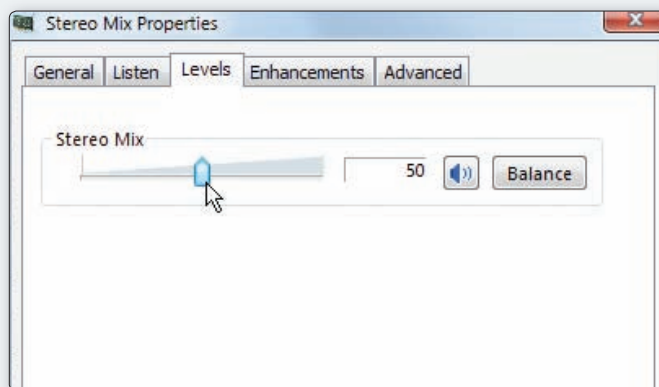 Stereo Mix Properties
General Listen Levels Enhancements Advanced
Stereo Mix
50 Balance